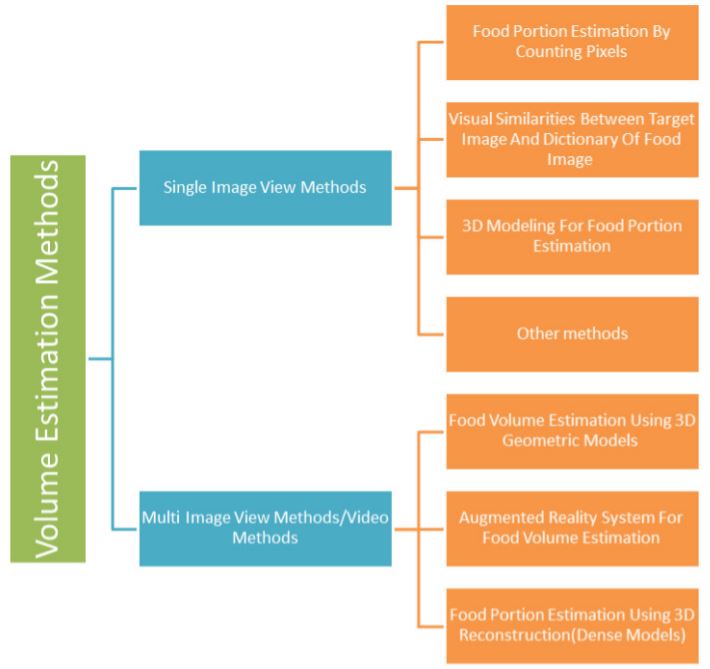 Volume Estimation Methods
Single Image View Methods
Food Portion Estimation By
Counting Pixels
Visual Similarities Between Target
Image And Dictionary Of Food
Image
3D Modeling For Food Portion
Estimation
Other methods
Multi Image View Methods/Video
Methods
Food Volume Estimation Using 3D
Geometric Models
Augmented Reality System For
Food Volume Estimation
Food Portion Estimation Using 3D
Reconstruction(Dense Models)